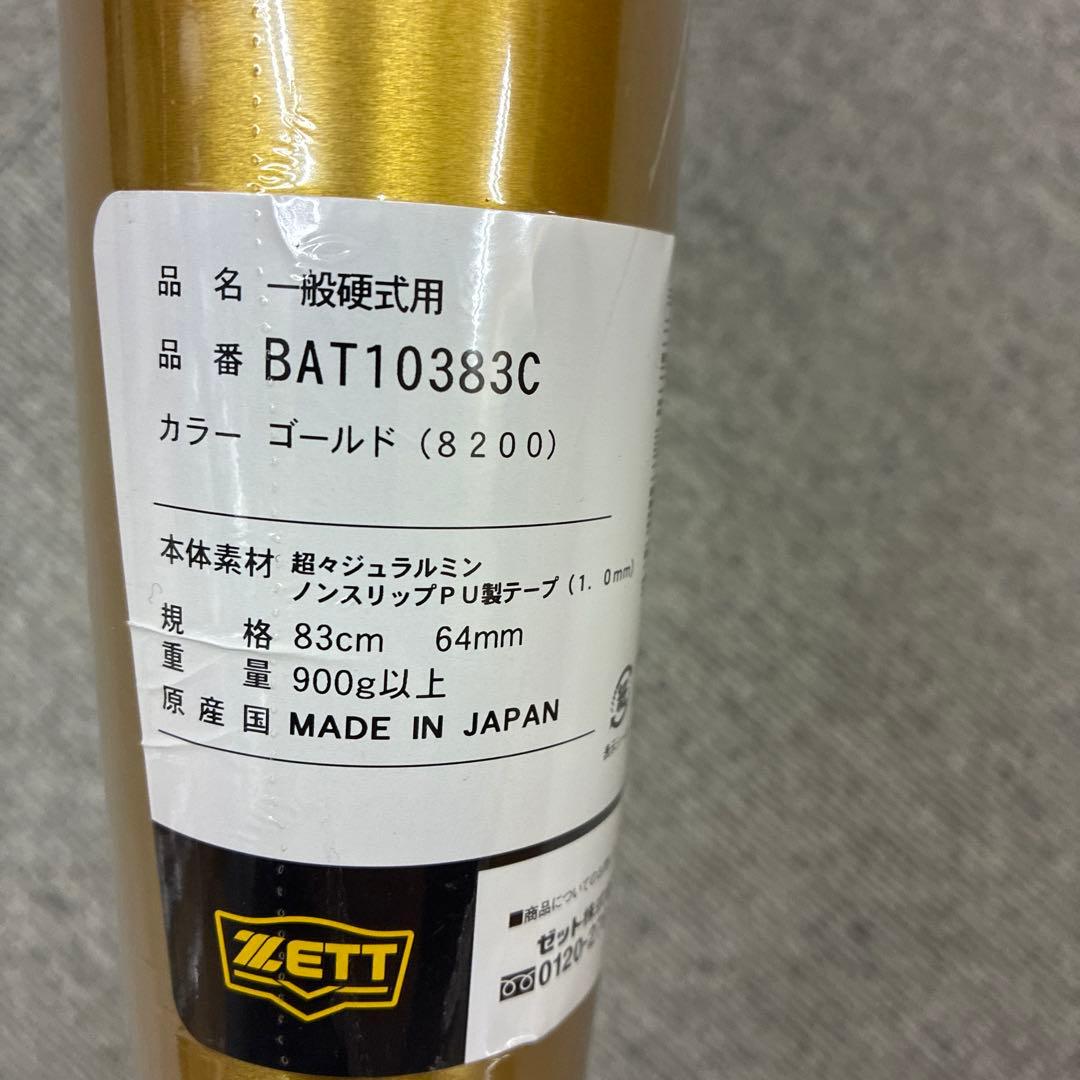 品名 一般硬式用
品番 BAT10383C
カラー ゴールド（8200）
本体素材 超々ジュラルミン
ノンスリップPU製テープ（1.0mm）
規格 83cm 64mm
重量 900g以上
原産国 MADE IN JAPAN
ZETT
■商品についての
ゼット株
0120-2